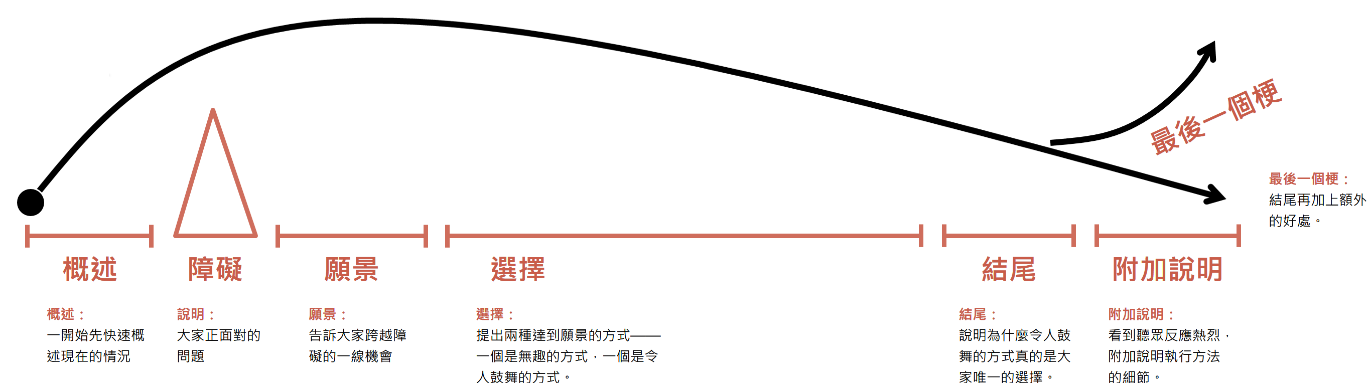 最後一個梗
最後一個梗：
結尾再加上額外
的好處。
概述
障礙
願景
選擇
結尾
附加說明
概述：
一開始先快速概
述現在的情況
說明：
大家正面對的
問題
願景：
告訴大家跨越障
礙的一線機會
選擇：
提出兩種達到願景的方式——
一個是無趣的方式，一個是令
人鼓舞的方式。
結尾：
說明為什麼令人鼓
舞的方式真的是大
家唯一的選擇。
附加說明：
看到聽眾反應熱烈，
附加說明執行方法
的細節。